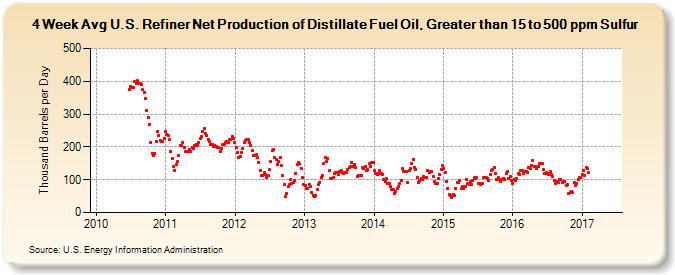 4 Week Avg U.S. Refiner Net Production of Distillate Fuel Oil, Greater than 15 to 500 ppm Sulfur
Thousand Barrels per Day
500
400
300
200
100
0
2010 2011 2012 2013 2014 2015 2016 2017
Source: U.S. Energy Information Administration